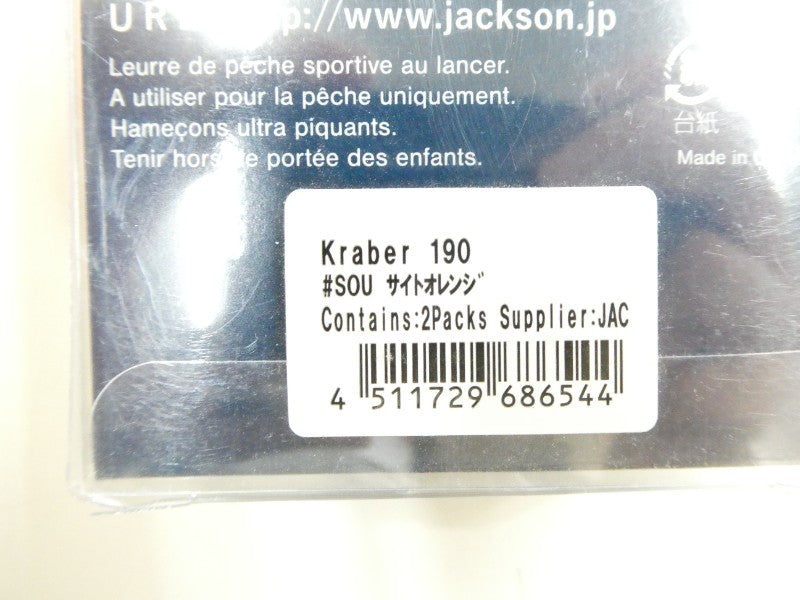 URL http://www.jackson.jp
Leurre de pêche sportive au lancer.
A utiliser pour la pêche uniquement.
Hameçons ultra piquants.
Tenir hors de portée des enfants.
台紙
Made in
Kraber 190
#SOU ｻｲﾄｵﾚﾝｼﾞ
Contains:2Packs Supplier:JAC
4 511729 686544